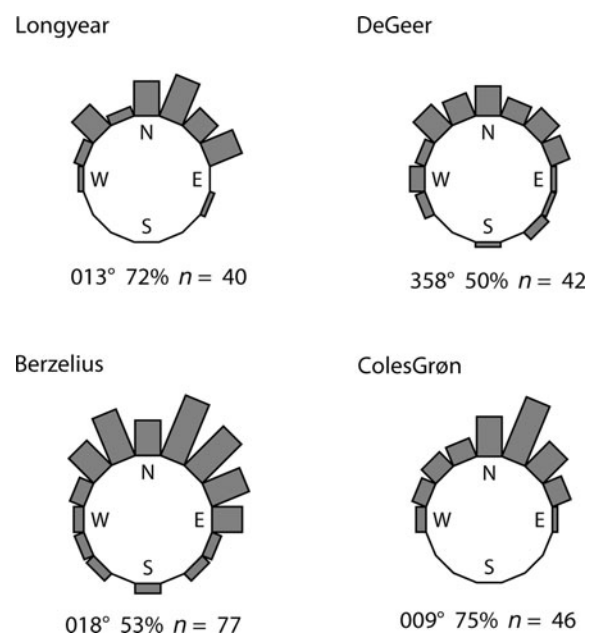 Longyear
DeGeer
N
W E
S
N
W E
S
013° 72% n = 40
358° 50% n = 42
Berzelius
ColesGrøn
N
W E
S
N
W E
S
018° 53% n = 77
009° 75% n = 46